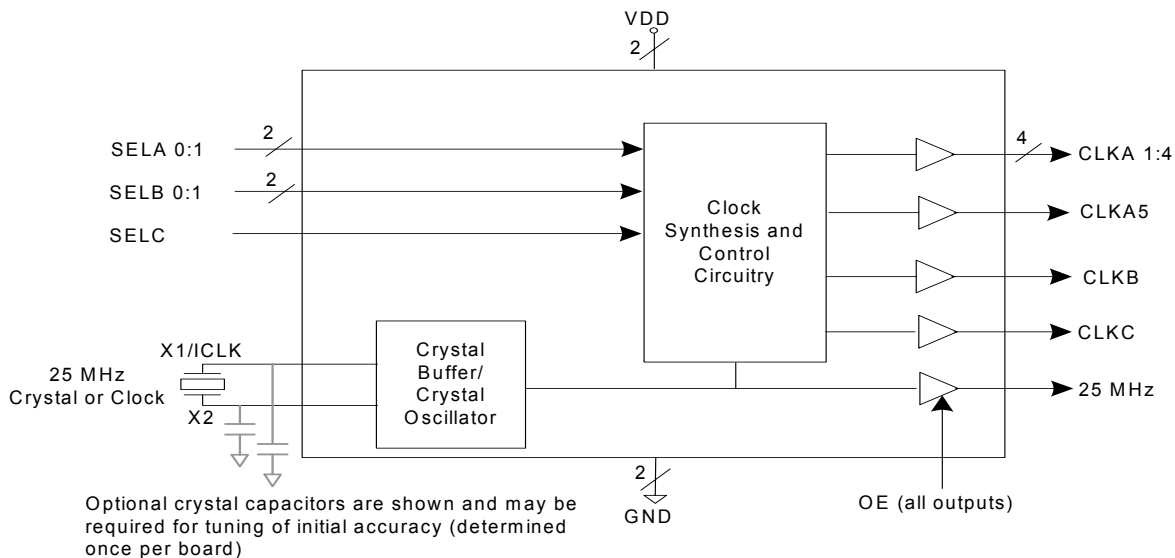 VDD
2
SELA 0:1
2
SELB 0:1
2
SELC
Clock
Synthesis and
Control
Circuitry
4
CLKA 1:4
CLKA5
CLKB
CLKC
25 MHz
X1/ICLK
25 MHz
Crystal or Clock
X2
Crystal
Buffer/
Crystal
Oscillator
2
GND
OE (all outputs)
Optional crystal capacitors are shown and may be
required for tuning of initial accuracy (determined
once per board)